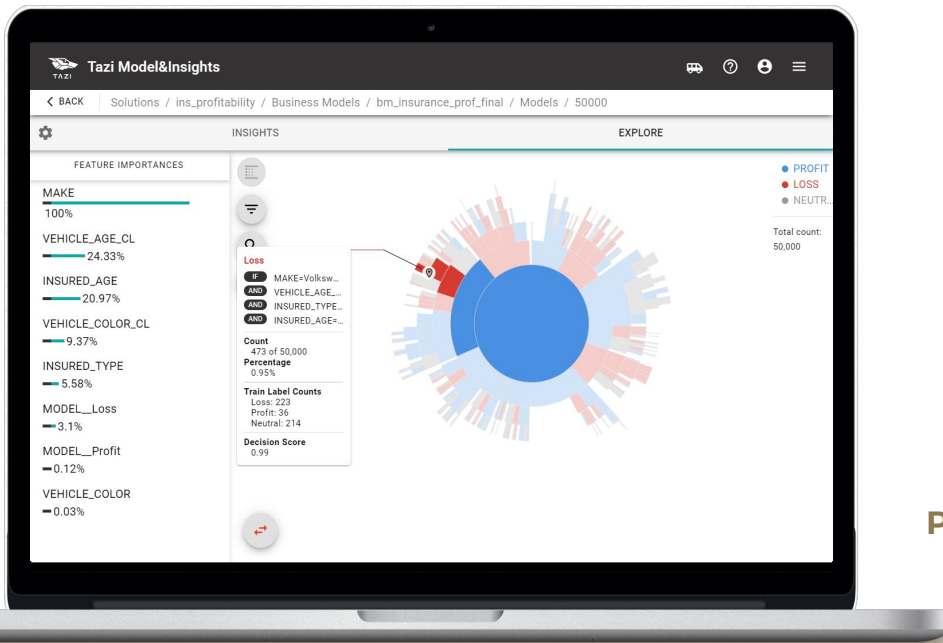 TAZI
Tazi Model&Insights
BACK
Solutions / ins_profitability / Business Models / bm_insurance_prof_final / Models / 50000
INSIGHTS
EXPLORE
FEATURE IMPORTANCES
MAKE
100%
VEHICLE_AGE_CL
24.33%
INSURED_AGE
20.97%
VEHICLE_COLOR_CL
9.37%
INSURED_TYPE
5.58%
MODEL__Loss
3.1%
MODEL__Profit
0.12%
VEHICLE_COLOR
0.03%
Loss
IF MAKE=Volksw...
AND VEHICLE_AGE_...
AND INSURED_TYPE...
AND INSURED_AGE=...
Count
473 of 50,000
Percentage
0.95%
Train Label Counts
Loss: 223
Profit: 36
Neutral: 214
Decision Score
0.99
PROFIT
LOSS
NEUTR...
Total count:
50,000
P